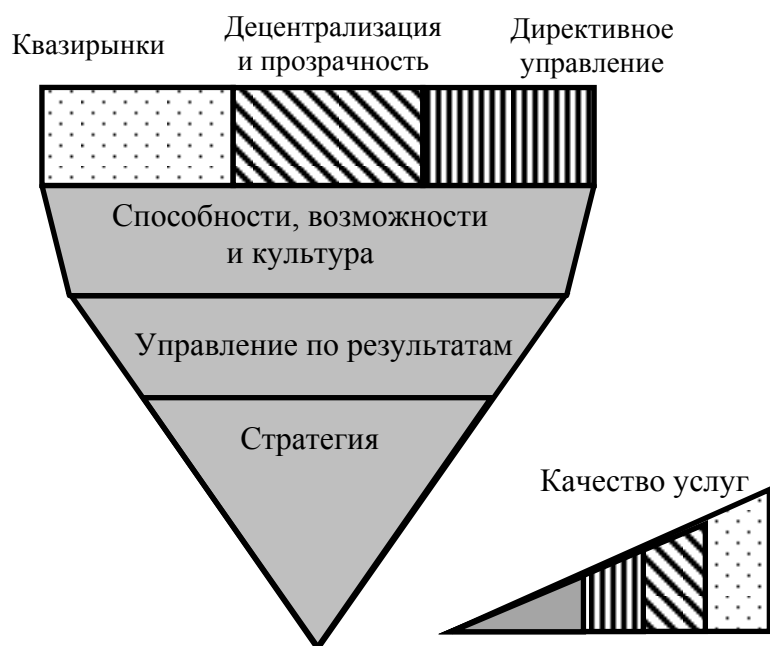 Квазирынки
Децентрализация
и прозрачность
Директивное
управление
Способности, возможности
и культура
Управление по результатам
Стратегия
Качество услуг